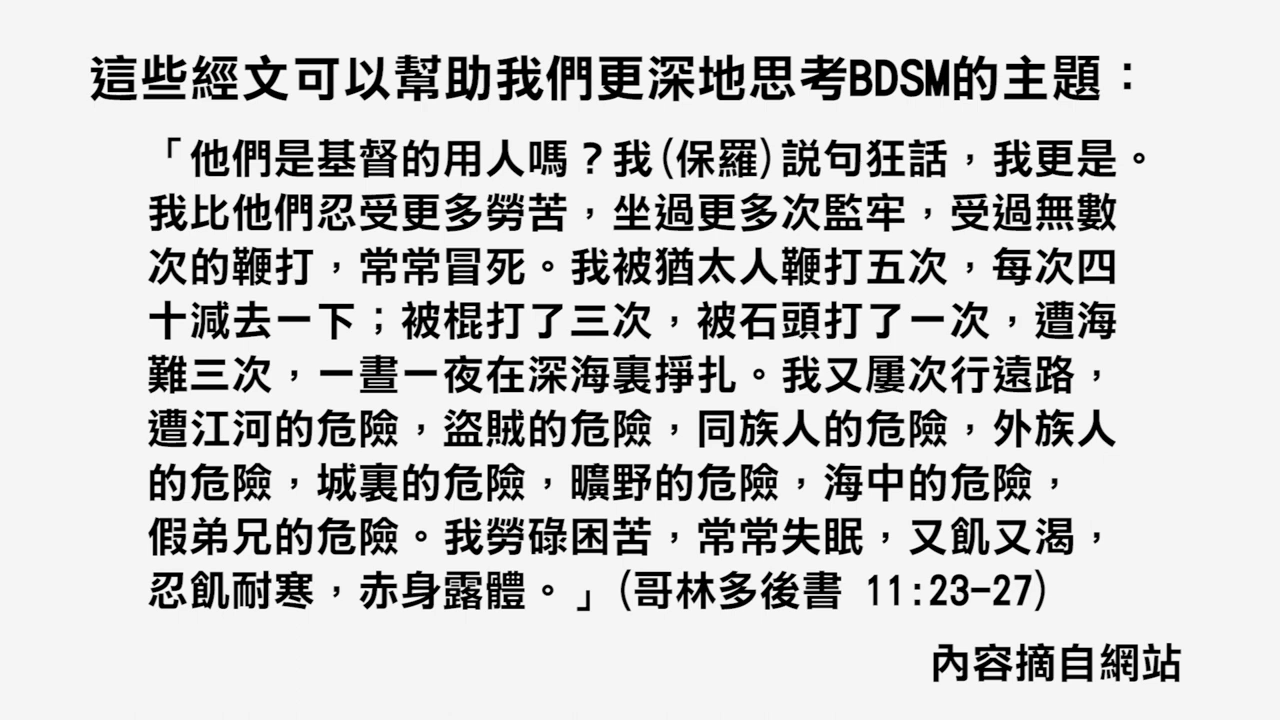 這些經文可以幫助我們更深地思考BDSM的主題：
「他們是基督的用人嗎？我(保羅)説句狂話，我更是。
我比他們忍受更多勞苦，坐過更多次監牢，受過無數
次的鞭打，常常冒死。我被猶太人鞭打五次，每次四
十減去一下；被棍打了三次，被石頭打了一次，遭海
難三次，一晝一夜在深海裏掙扎。我又屢次行遠路，
遭江河的危險，盜賊的危險，同族人的危險，外族人
的危險，城裏的危險，曠野的危險，海中的危險，
假弟兄的危險。我勞碌困苦，常常失眠，又飢又渴，
忍飢耐寒，赤身露體。」(哥林多後書 11:23-27)
內容摘自網站